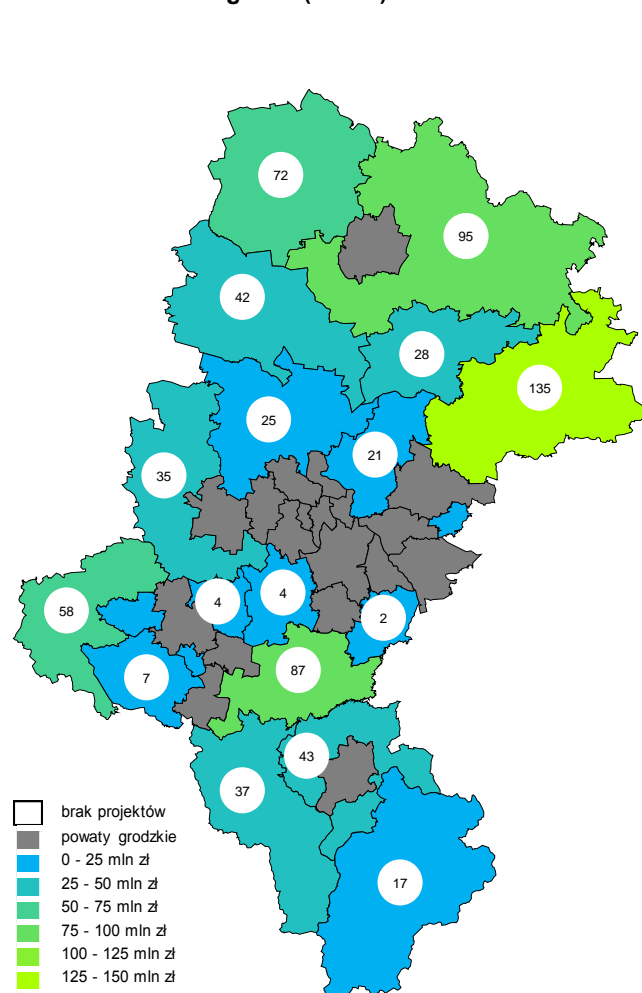 72
95
42
28
135
25
21
35
4
4
58
2
7
87
43
37
17
brak projektów
powaty grodzkie
0 - 25 mln zł
25 - 50 mln zł
50 - 75 mln zł
75 - 100 mln zł
100 - 125 mln zł
125 - 150 mln zł